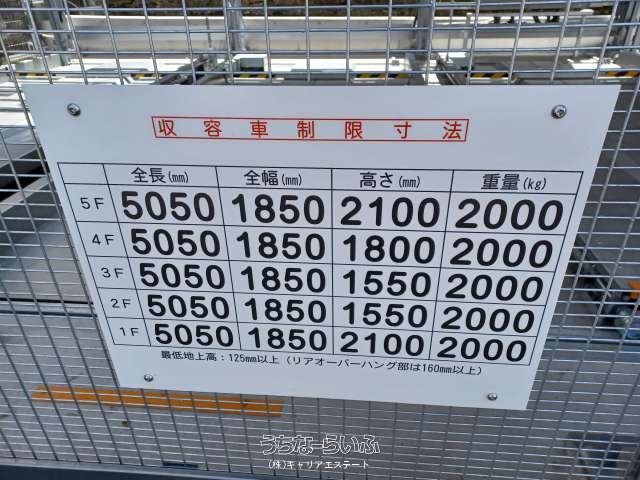 収容車制限寸法
全長(mm) 全幅(mm) 高さ(mm) 重量(kg)
5F 5050 1850 2100 2000
4F 5050 1850 1800 2000
3F 5050 1850 1550 2000
2F 5050 1850 1550 2000
1F 5050 1850 2100 2000
最低地上高：125mm以上（リアオーバーハング部は160mm以上）
うちなーらいふ
(株)キャリアエステート